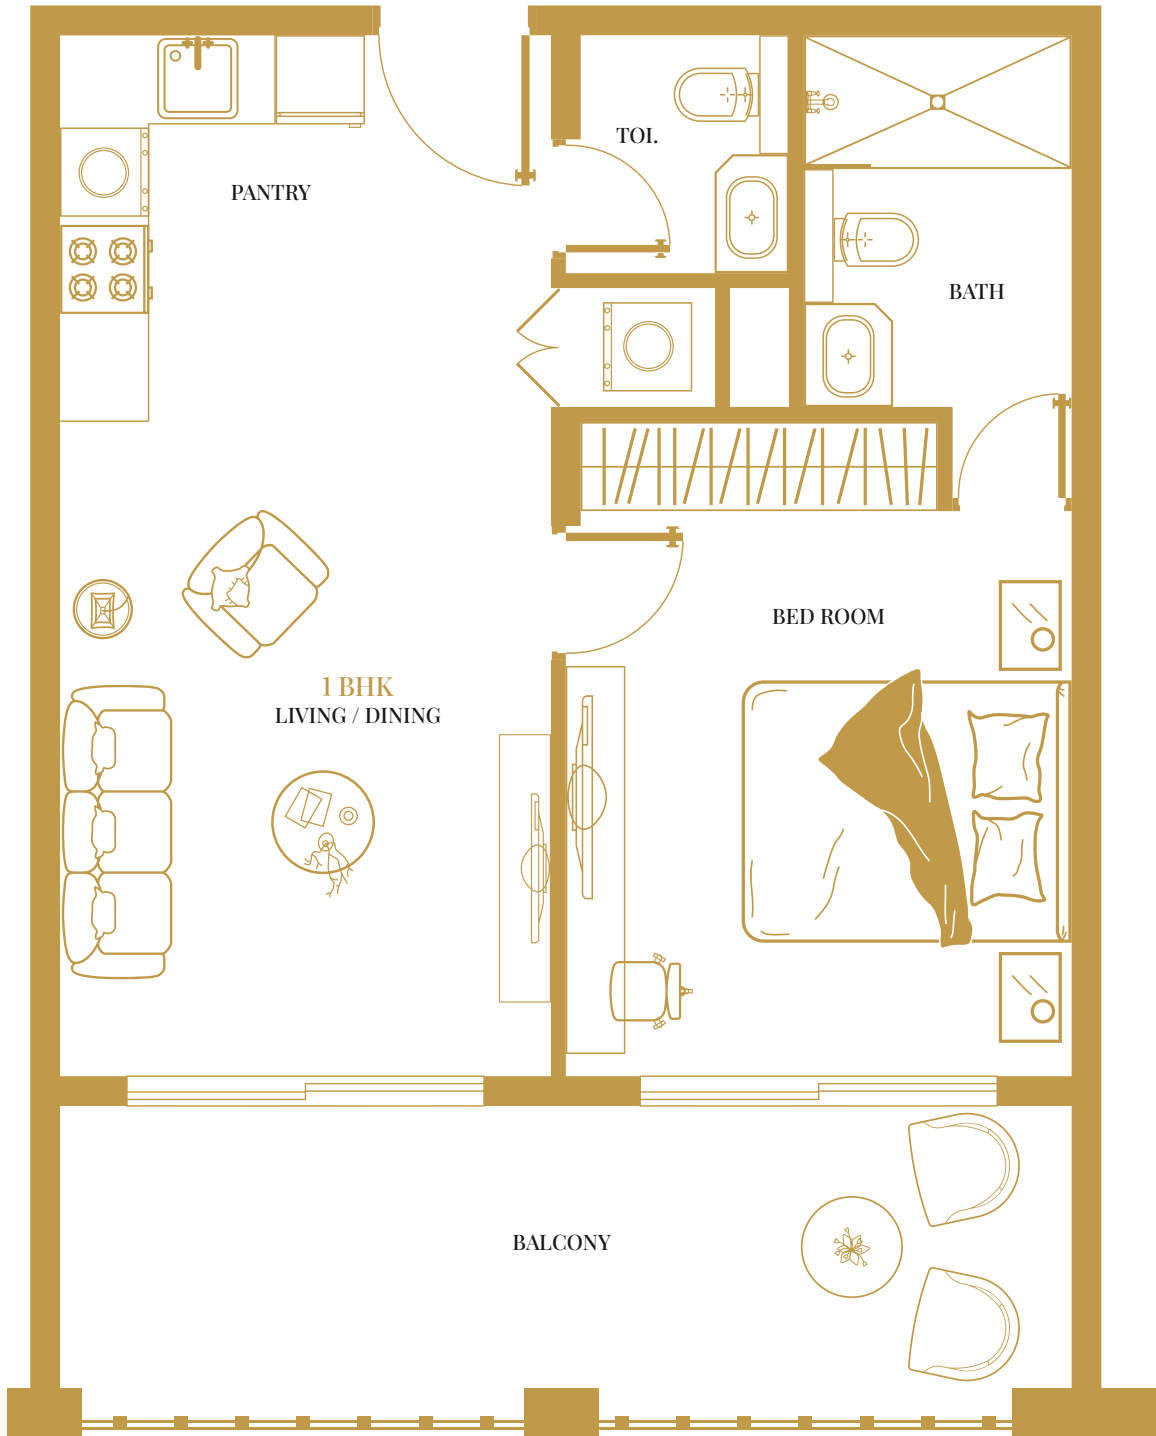 TOI.
PANTRY
BATH
BED ROOM
1 BHK
LIVING / DINING
BALCONY